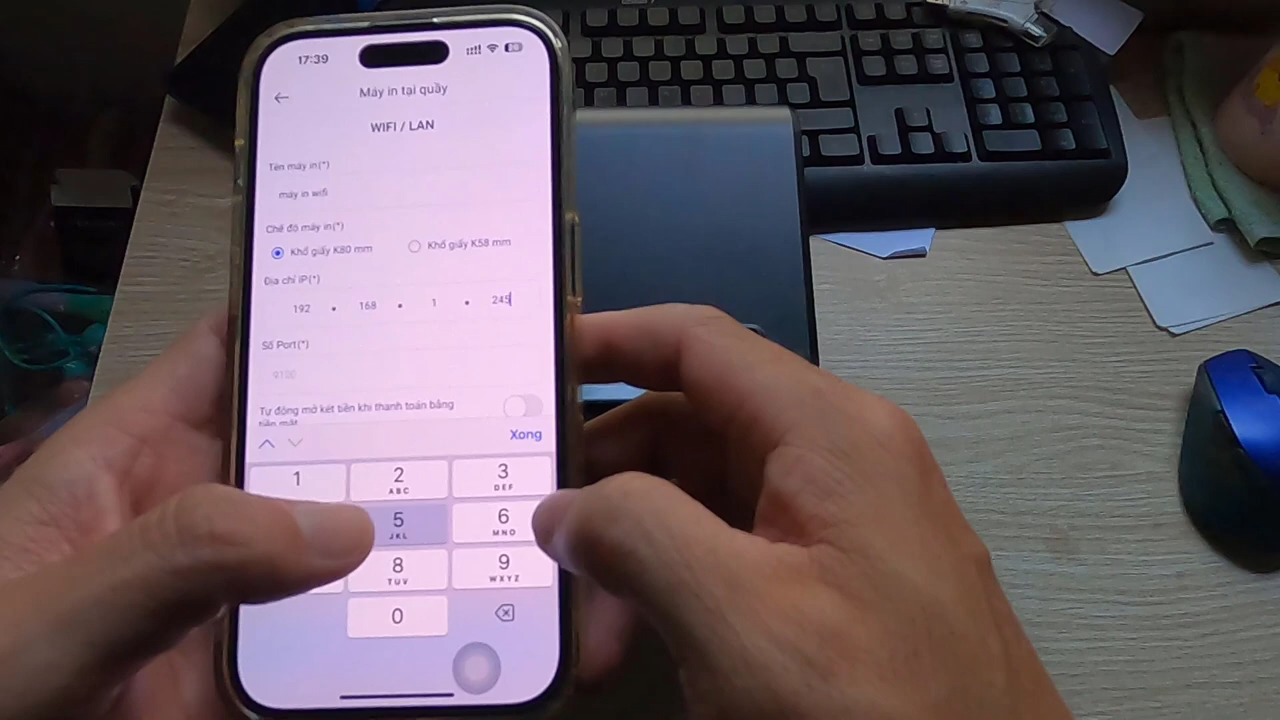 17:39
Máy in tại quầy
WIFI / LAN
Tên máy in(*)
máy in wifi
Chế độ máy in(*)
Khổ giấy K80 mm
Khổ giấy K58 mm
Địa chỉ IP(*)
192 . 168 . 1 . 245
Số Port(*)
9100
Tự động mở két tiền khi thanh toán bằng
tiền mặt
Xong
1 2 3
ABC DEF
5 6
JKL MNO
8 9
TUV WXYZ
0